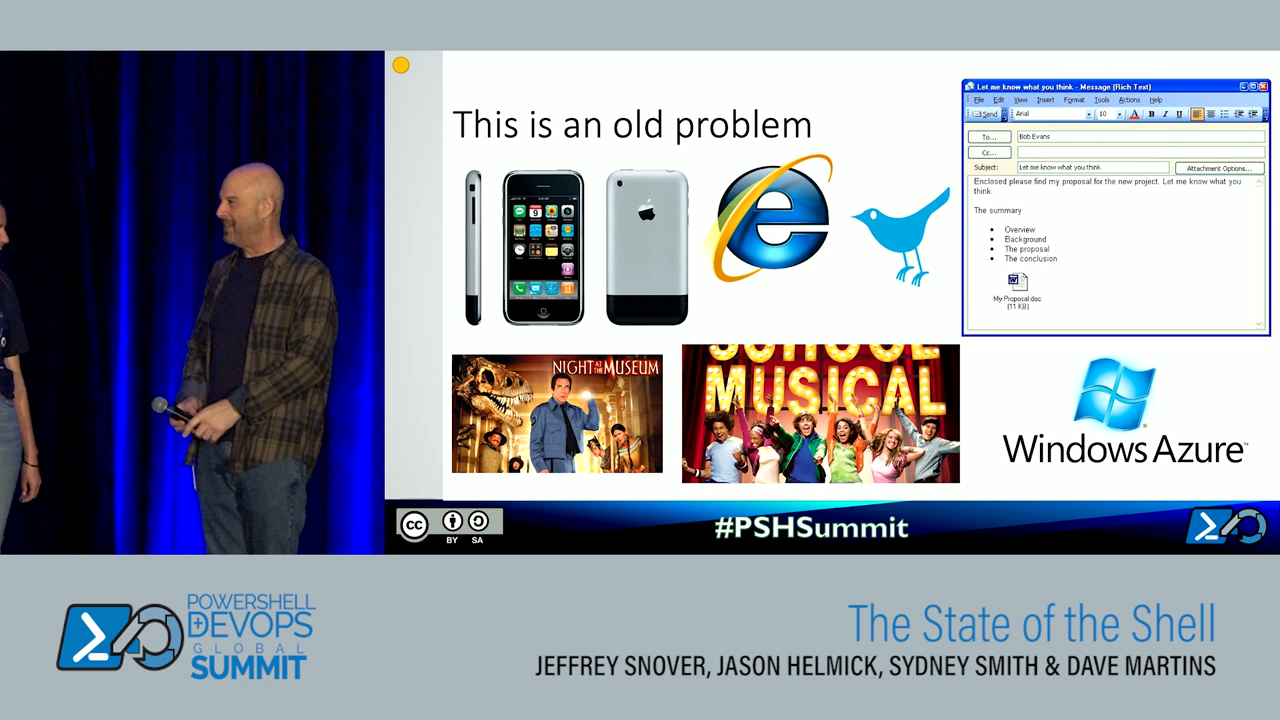 This is an old problem
Let me know what you think - Message (Rich Text)
File Edit View Insert Format Tools Actions Help
Send Arial 10 A B I U
To... Bob Evans
Cc...
Subject: Let me know what you think Attachment Options...
Enclosed please find my proposal for the new project. Let me know what you
think.
The summary
Overview
Background
The proposal
The conclusion
My Proposal.doc
(11 KB)
NIGHT AT THE MUSEUM
SCHOOL
MUSICAL
Windows Azure™
cc BY SA
#PSHSummit
POWERSHELL
+DEVOPS
GLOBAL
SUMMIT
The State of the Shell
JEFFREY SNOVER, JASON HELMICK, SYDNEY SMITH & DAVE MARTINS